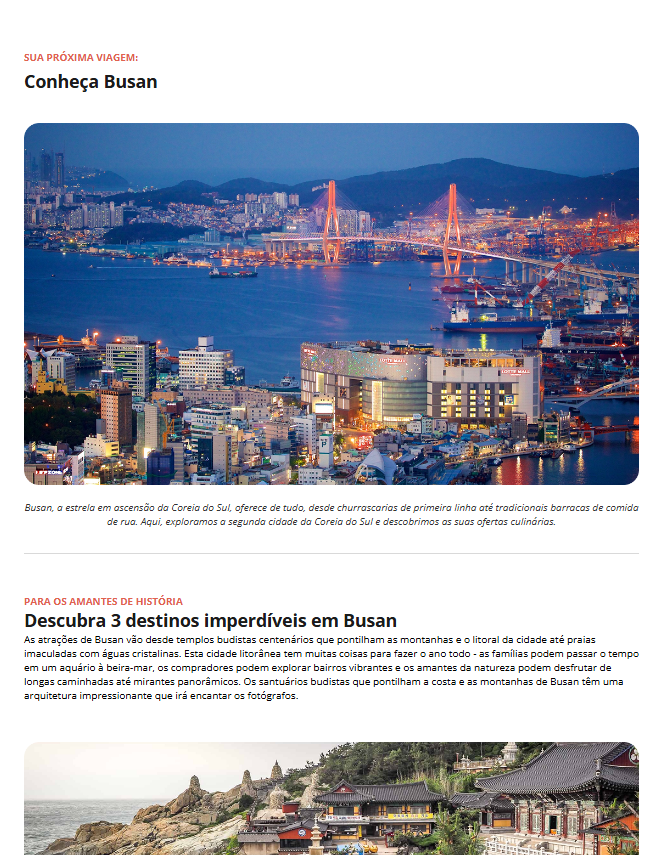 SUA PRÓXIMA VIAGEM:
Conheça Busan
LOTTE MALL
LOTTE MALL
Busan, a estrela em ascensão da Coreia do Sul, oferece de tudo, desde churrascarias de primeira linha até tradicionais barracas de comida
de rua. Aqui, exploramos a segunda cidade da Coreia do Sul e descobrimos as suas ofertas culinárias.
PARA OS AMANTES DE HISTÓRIA
Descubra 3 destinos imperdíveis em Busan
As atrações de Busan vão desde templos budistas centenários que pontilham as montanhas e o litoral da cidade até praias
imaculadas com águas cristalinas. Esta cidade litorânea tem muitas coisas para fazer o ano todo - as famílias podem passar o tempo
em um aquário à beira-mar, os compradores podem explorar bairros vibrantes e os amantes da natureza podem desfrutar de
longas caminhadas até mirantes panorâmicos. Os santuários budistas que pontilham a costa e as montanhas de Busan têm uma
arquitetura impressionante que irá encantar os fotógrafos.